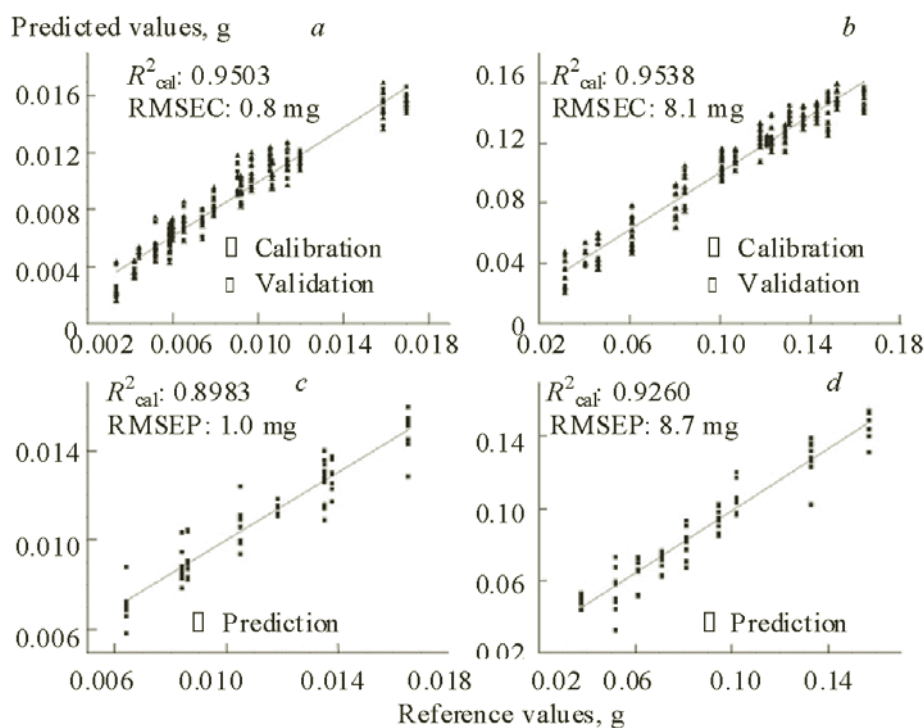 Predicted values, g
a
R²cal: 0.9503
RMSEC: 0.8 mg
0.016
0.012
0.008
0.004
0
Calibration
Validation
0.002 0.006 0.010 0.014 0.018
b
R²cal: 0.9538
RMSEC: 8.1 mg
0.16
0.12
0.08
0.04
0
Calibration
Validation
0.02 0.06 0.10 0.14 0.18
c
R²cal: 0.8983
RMSEP: 1.0 mg
0.014
0.010
0.006
Prediction
0.006 0.010 0.014 0.018
d
R²cal: 0.9260
RMSEP: 8.7 mg
0.14
0.10
0.06
0.02
Prediction
0.02 0.06 0.10 0.14
Reference values, g